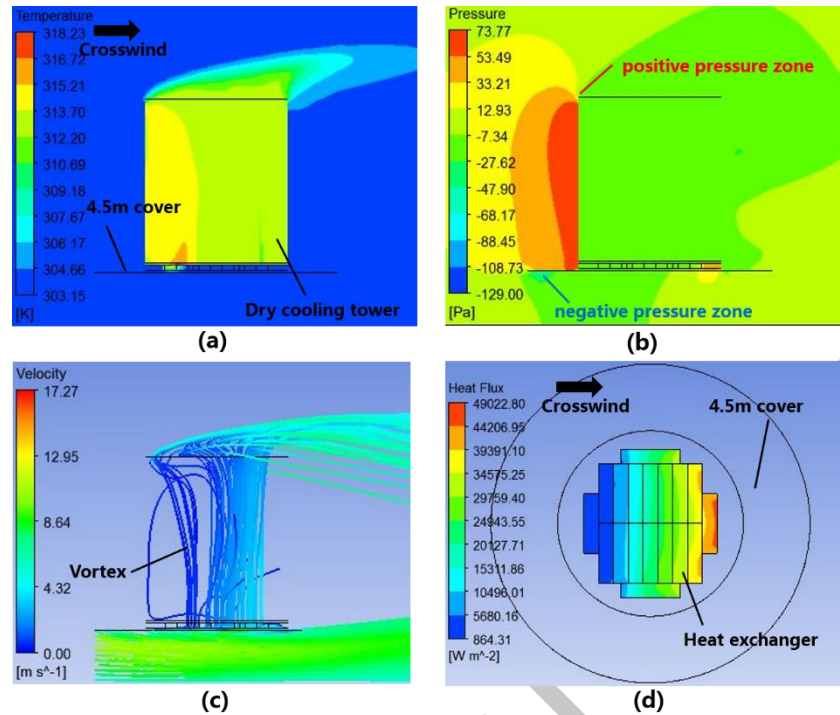 Temperature
318.23
316.72
315.21
313.70
312.20
310.69
309.18
307.67
306.17
304.66
303.15
[K]
Crosswind
4.5m cover
Dry cooling tower
(a)
Pressure
73.77
53.49
33.21
12.93
-7.34
-27.62
-47.90
-68.17
-88.45
-108.73
-129.00
[Pa]
positive pressure zone
negative pressure zone
(b)
Velocity
17.27
12.95
8.64
4.32
0.00
[m s^-1]
Vortex
(c)
Heat Flux
49022.80
44206.95
39391.10
34575.25
29759.40
24943.55
20127.71
15311.86
10496.01
5680.16
864.31
[W m^-2]
Crosswind
4.5m cover
Heat exchanger
(d)